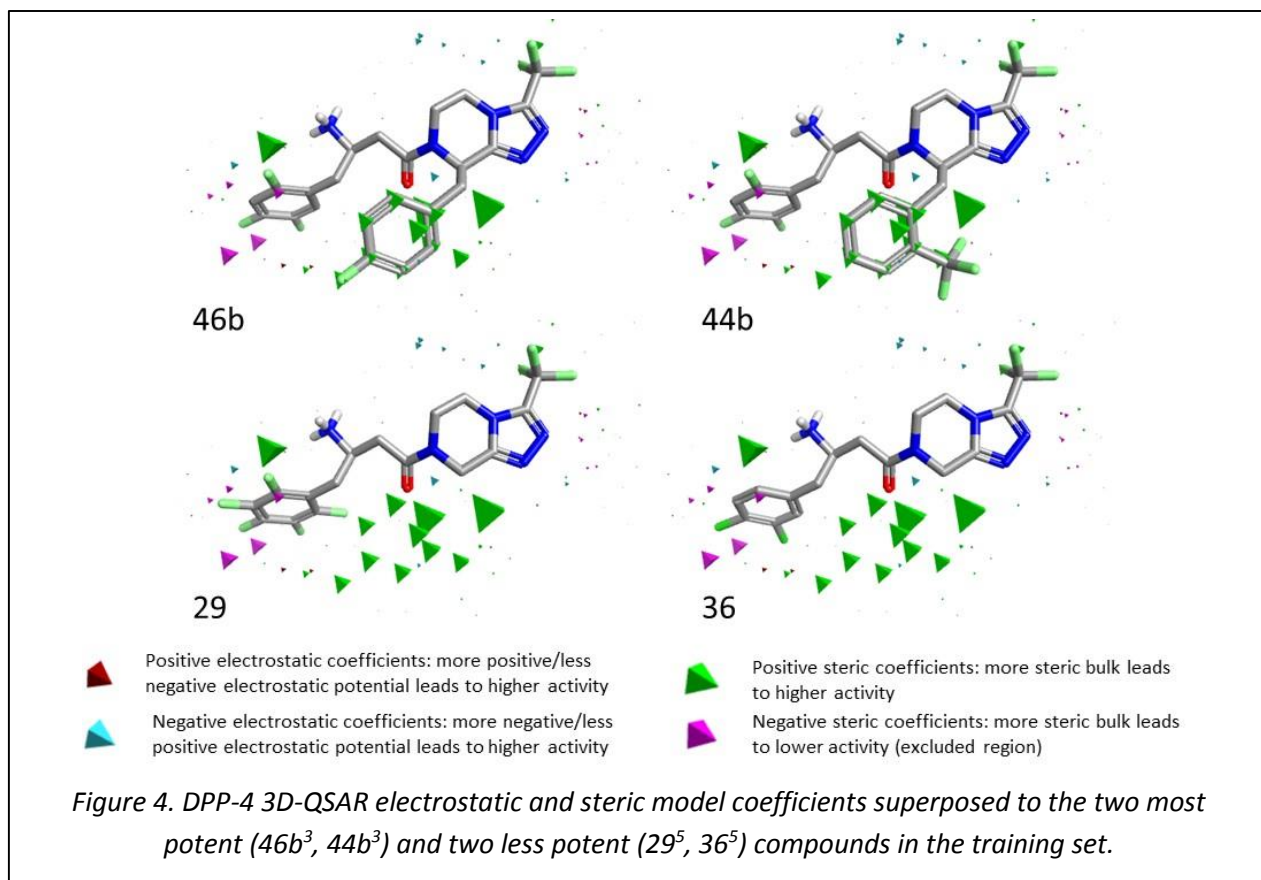 46b
44b
29
36
Positive electrostatic coefficients: more positive/less
negative electrostatic potential leads to higher activity
Negative electrostatic coefficients: more negative/less
positive electrostatic potential leads to higher activity
Positive steric coefficients: more steric bulk leads
to higher activity
Negative steric coefficients: more steric bulk leads
to lower activity (excluded region)
Figure 4. DPP-4 3D-QSAR electrostatic and steric model coefficients superposed to the two most
potent (46b³, 44b³) and two less potent (29⁵, 36⁵) compounds in the training set.